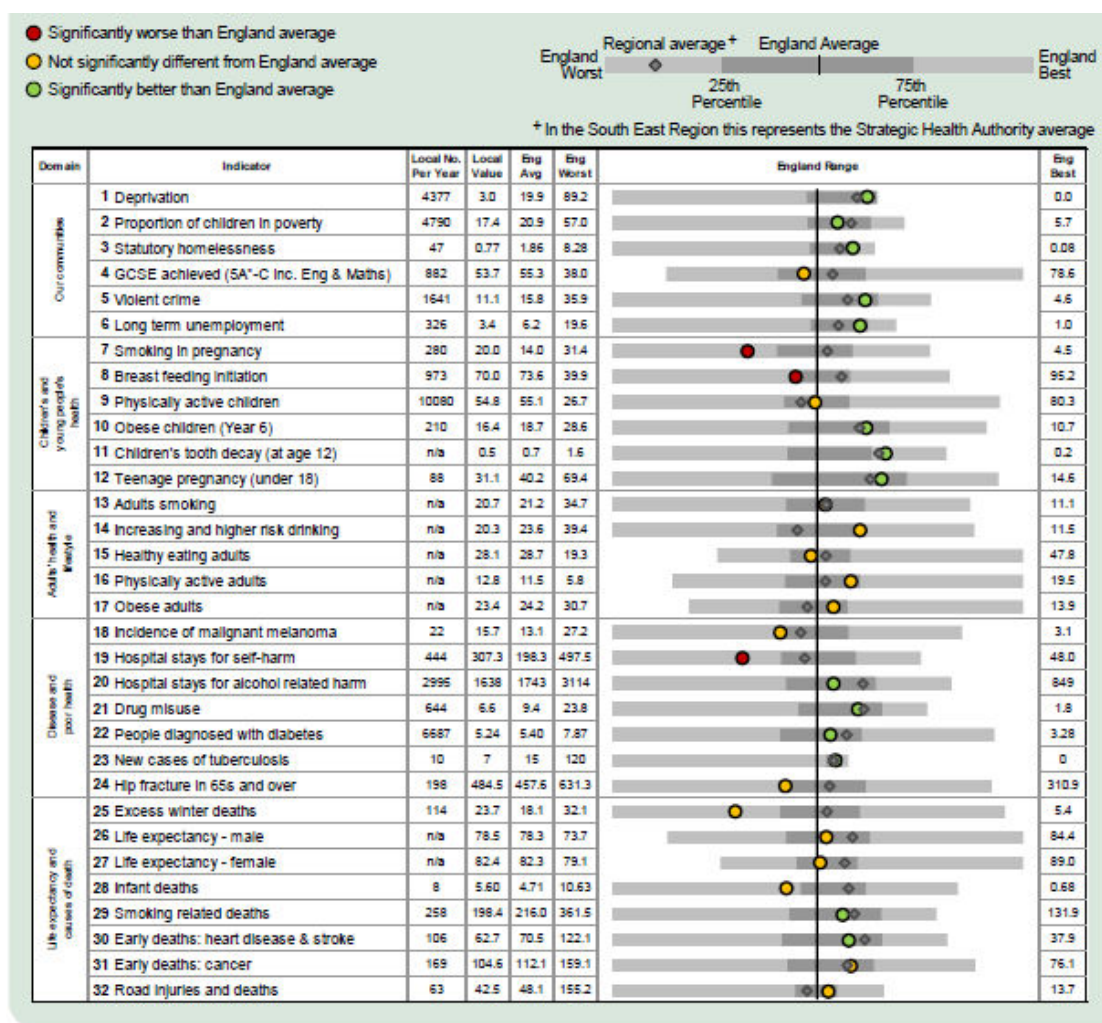 Significantly worse than England average
Not significantly different from England average
Significantly better than England average
Regional average + England Average
England Worst
England Best
25th Percentile
75th Percentile
+ In the South East Region this represents the Strategic Health Authority average
Domain Indicator Local No. Per Year Local Value Eng Avg Eng Worst England Range Eng Best
Our communities
1 Deprivation 4377 3.0 19.9 89.2 0.0
2 Proportion of children in poverty 4790 17.4 20.9 57.0 5.7
3 Statutory homelessness 47 0.77 1.86 8.28 0.08
4 GCSE achieved (5A*-C inc. Eng & Maths) 882 53.7 55.3 38.0 78.6
5 Violent crime 1641 11.1 15.8 35.9 4.6
6 Long term unemployment 326 3.4 6.2 19.6 1.0
Children's and young people's health
7 Smoking in pregnancy 280 20.0 14.0 31.4 4.5
8 Breast feeding initiation 973 70.0 73.6 39.9 95.2
9 Physically active children 10080 54.8 55.1 26.7 80.3
10 Obese children (Year 6) 210 16.4 18.7 28.6 10.7
11 Children's tooth decay (at age 12) n/a 0.5 0.7 1.6 0.2
12 Teenage pregnancy (under 18) 88 31.1 40.2 69.4 14.6
Adults' health and lifestyle
13 Adults smoking n/a 20.7 21.2 34.7 11.1
14 Increasing and higher risk drinking n/a 20.3 23.6 39.4 11.5
15 Healthy eating adults n/a 28.1 28.7 19.3 47.8
16 Physically active adults n/a 12.8 11.5 5.8 19.5
17 Obese adults n/a 23.4 24.2 30.7 13.9
Disease and poor health
18 Incidence of malignant melanoma 22 15.7 13.1 27.2 3.1
19 Hospital stays for self-harm 444 307.3 198.3 497.5 48.0
20 Hospital stays for alcohol related harm 2995 1638 1743 3114 849
21 Drug misuse 644 6.6 9.4 23.8 1.8
22 People diagnosed with diabetes 6687 5.24 5.40 7.87 3.28
23 New cases of tuberculosis 10 7 15 120 0
24 Hip fracture in 65s and over 198 484.5 457.6 631.3 310.9
Life expectancy and causes of death
25 Excess winter deaths 114 23.7 18.1 32.1 5.4
26 Life expectancy - male n/a 78.5 78.3 73.7 84.4
27 Life expectancy - female n/a 82.4 82.3 79.1 89.0
28 Infant deaths 8 5.60 4.71 10.63 0.68
29 Smoking related deaths 258 198.4 216.0 361.5 131.9
30 Early deaths: heart disease & stroke 106 62.7 70.5 122.1 37.9
31 Early deaths: cancer 169 104.6 112.1 159.1 76.1
32 Road injuries and deaths 63 42.5 48.1 155.2 13.7